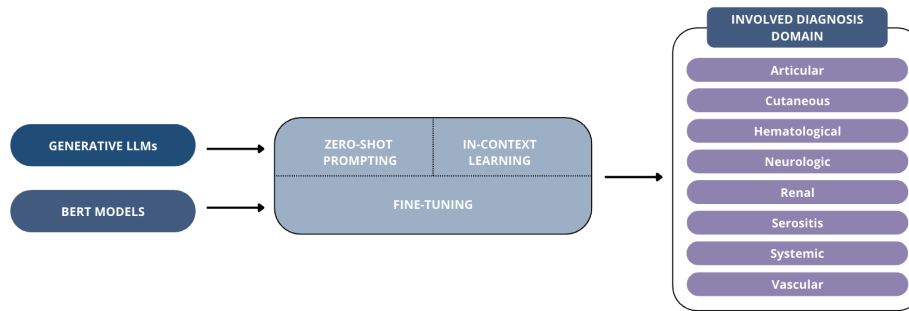 GENERATIVE LLMs
BERT MODELS
ZERO-SHOT
PROMPTING
IN-CONTEXT
LEARNING
FINE-TUNING
INVOLVED DIAGNOSIS
DOMAIN
Articular
Cutaneous
Hematological
Neurologic
Renal
Serositis
Systemic
Vascular